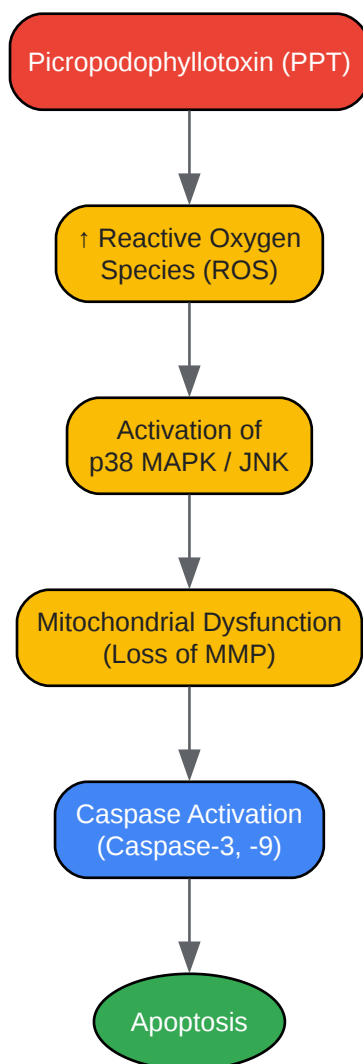 Picropodophyllotoxin (PPT)
↑ Reactive Oxygen
Species (ROS)
Activation of
p38 MAPK / JNK
Mitochondrial Dysfunction
(Loss of MMP)
Caspase Activation
(Caspase-3, -9)
Apoptosis